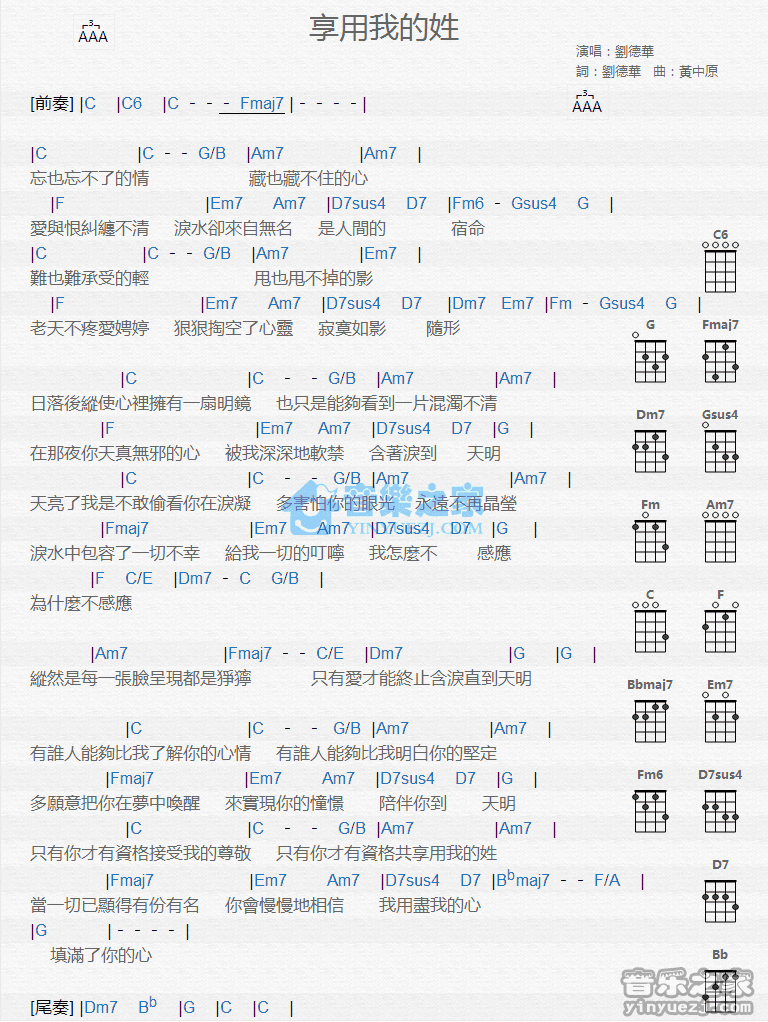 享用我的姓
3
AAA
演唱：劉德華
詞：劉德華 曲：黃中原
3
AAA
[前奏] |C |C6 |C - - - Fmaj7 | - - - - |
|C |C - - G/B |Am7 |Am7 |
忘也忘不了的情 藏也藏不住的心
|F |Em7 Am7 |D7sus4 D7 |Fm6 - Gsus4 G |
愛與恨糾纏不清 淚水卻來自無名 是人間的 宿命
|C |C - - G/B |Am7 |Em7 |
難也難承受的輕 甩也甩不掉的影
|F |Em7 Am7 |D7sus4 D7 |Dm7 Em7 |Fm - Gsus4 G |
老天不疼愛娉婷 狠狠掏空了心靈 寂寞如影 隨形
|C |C - - G/B |Am7 |Am7 |
日落後縱使心裡擁有一扇明鏡 也只是能夠看到一片混濁不清
|F |Em7 Am7 |D7sus4 D7 |G |
在那夜你天真無邪的心 被我深深地軟禁 含著淚到 天明
|C |C - - G/B |Am7 |Am7 |
天亮了我是不敢偷看你在淚凝 多害怕你的眼光 永遠不再晶瑩
|Fmaj7 |Em7 Am7 |D7sus4 D7 |G |
淚水中包容了一切不幸 給我一切的叮嚀 我怎麼不 感應
|F C/E |Dm7 - C G/B |
為什麼不感應
|Am7 |Fmaj7 - - C/E |Dm7 |G |G |
縱然是每一張臉呈現都是猙獰 只有愛才能終止含淚直到天明
|C |C - - G/B |Am7 |Am7 |
有誰人能夠比我了解你的心情 有誰人能夠比我明白你的堅定
|Fmaj7 |Em7 Am7 |D7sus4 D7 |G |
多願意把你在夢中喚醒 來實現你的憧憬 陪伴你到 天明
|C |C - - G/B |Am7 |Am7 |
只有你才有資格接受我的尊敬 只有你才有資格共享用我的姓
|Fmaj7 |Em7 Am7 |D7sus4 D7 |Bbmaj7 - - F/A |
當一切已顯得有份有名 你會慢慢地相信 我用盡我的心
|G | - - - - |
填滿了你的心
[尾奏] |Dm7 Bb |G |C |C |
C6
G Fmaj7
Dm7 Gsus4
Fm Am7
C F
Bbmaj7 Em7
Fm6 D7sus4
D7
Bb
音樂之家
YINYUEZJ.COM
音乐之家
yinyuezj.com